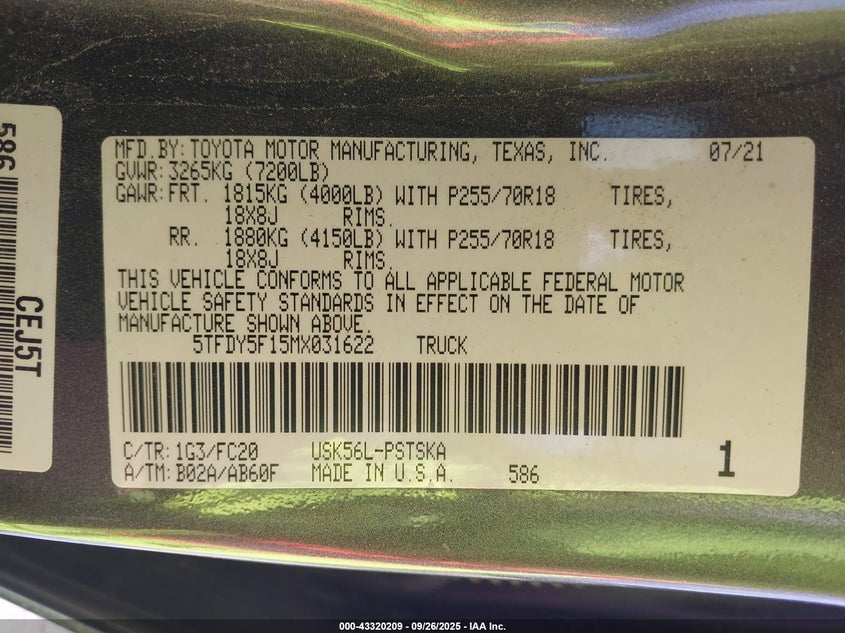 586
CEJ5T
MFD.BY:TOYOTA MOTOR MANUFACTURING, TEXAS, INC. 07/21
GVWR:3265KG (7200LB)
GAWR:FRT. 1815KG (4000LB) WITH P255/70R18 TIRES,
18X8J RIMS.
RR. 1880KG (4150LB) WITH P255/70R18 TIRES,
18X8J RIMS.
THIS VEHICLE CONFORMS TO ALL APPLICABLE FEDERAL MOTOR
VEHICLE SAFETY STANDARDS IN EFFECT ON THE DATE OF
MANUFACTURE SHOWN ABOVE.
5TFDY5F15MX031622 TRUCK
C/TR:1G3/FC20 USK56L-PSTSKA
A/TM:B02A/AB60F MADE IN U.S.A. 586 1
000-43320209 - 09/26/2025 - IAA Inc.